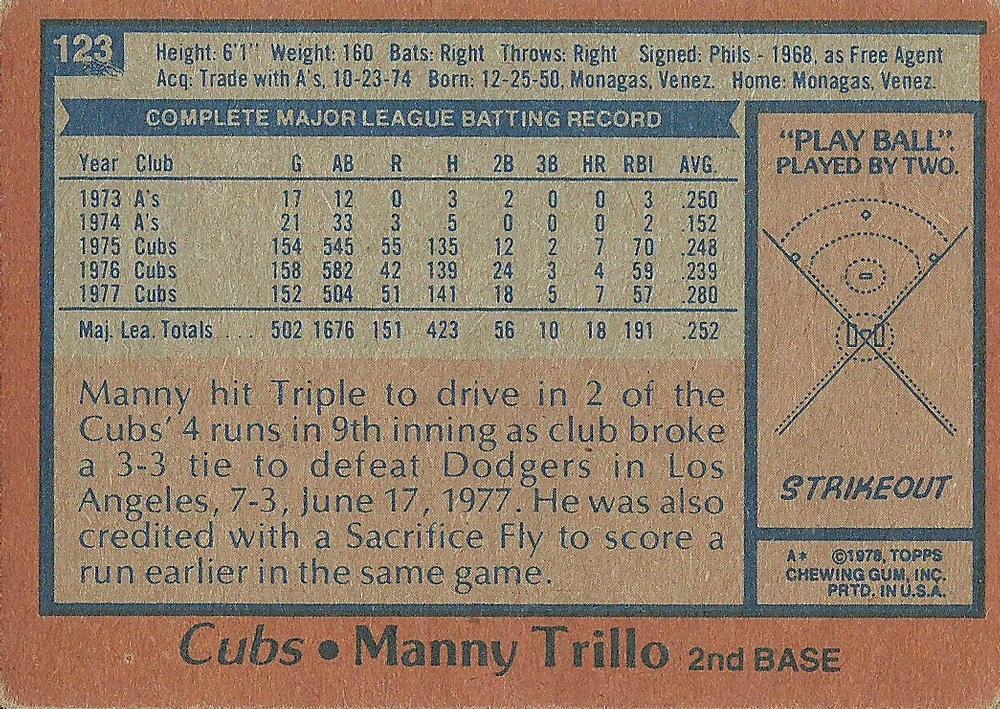 123
Height: 6'1" Weight: 160 Bats: Right Throws: Right Signed: Phils - 1968, as Free Agent
Acq: Trade with A's, 10-23-74 Born: 12-25-50, Monagas, Venez. Home: Monagas, Venez.
COMPLETE MAJOR LEAGUE BATTING RECORD
Year Club G AB R H 2B 3B HR RBI AVG.
1973 A's 17 12 0 3 2 0 0 3 .250
1974 A's 21 33 3 5 0 0 0 2 .152
1975 Cubs 154 545 55 135 12 2 7 70 .248
1976 Cubs 158 582 42 139 24 3 4 59 .239
1977 Cubs 152 504 51 141 18 5 7 57 .280
Maj. Lea. Totals .... 502 1676 151 423 56 10 18 191 .252
Manny hit Triple to drive in 2 of the
Cubs' 4 runs in 9th inning as club broke
a 3-3 tie to defeat Dodgers in Los
Angeles, 7-3, June 17, 1977. He was also
credited with a Sacrifice Fly to score a
run earlier in the same game.
"PLAY BALL".
PLAYED BY TWO.
STRIKEOUT
A* ©1978, TOPPS
CHEWING GUM, INC.
PRTD. IN U.S.A.
Cubs • Manny Trillo 2nd BASE